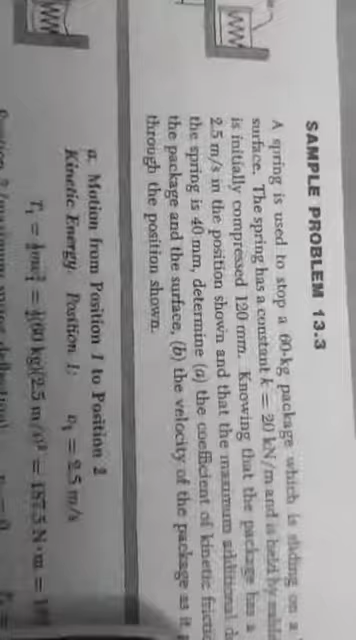 SAMPLE PROBLEM 13.3
A spring is used to stop a 60-kg package which is sliding on a
surface. The spring has a constant k = 20 kN/m and is held by
is initially compressed 120 mm. Knowing that the package has a
2.5 m/s in the position shown and that the maximum additional
the spring is 40 mm, determine (a) the coefficient of kinetic
the package and the surface, (b) the velocity of the package as it
through the position shown.
a. Motion from Position 1 to Position 2
Kinetic Energy. Position 1: v₁ = 2.5 m/s
T₁ = ½mv₁² = ½(60 kg)(2.5 m/s)² = 187.5 N·m =